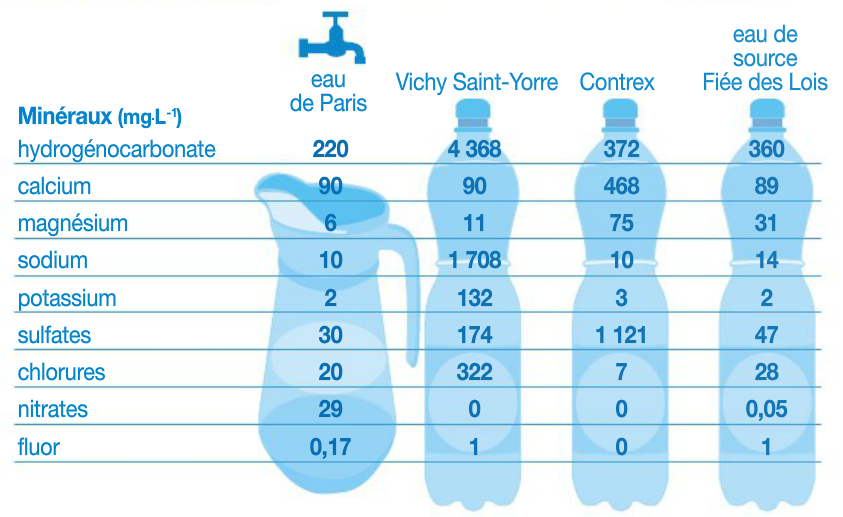 eau de
source
eau Vichy Saint-Yorre Contrex Fiée des Lois
de Paris
Minéraux (mg·L-1)
hydrogénocarbonate 220 4 368 372 360
calcium 90 90 468 89
magnésium 6 11 75 31
sodium 10 1 708 10 14
potassium 2 132 3 2
sulfates 30 174 1 121 47
chlorures 20 322 7 28
nitrates 29 0 0 0,05
fluor 0,17 1 0 1